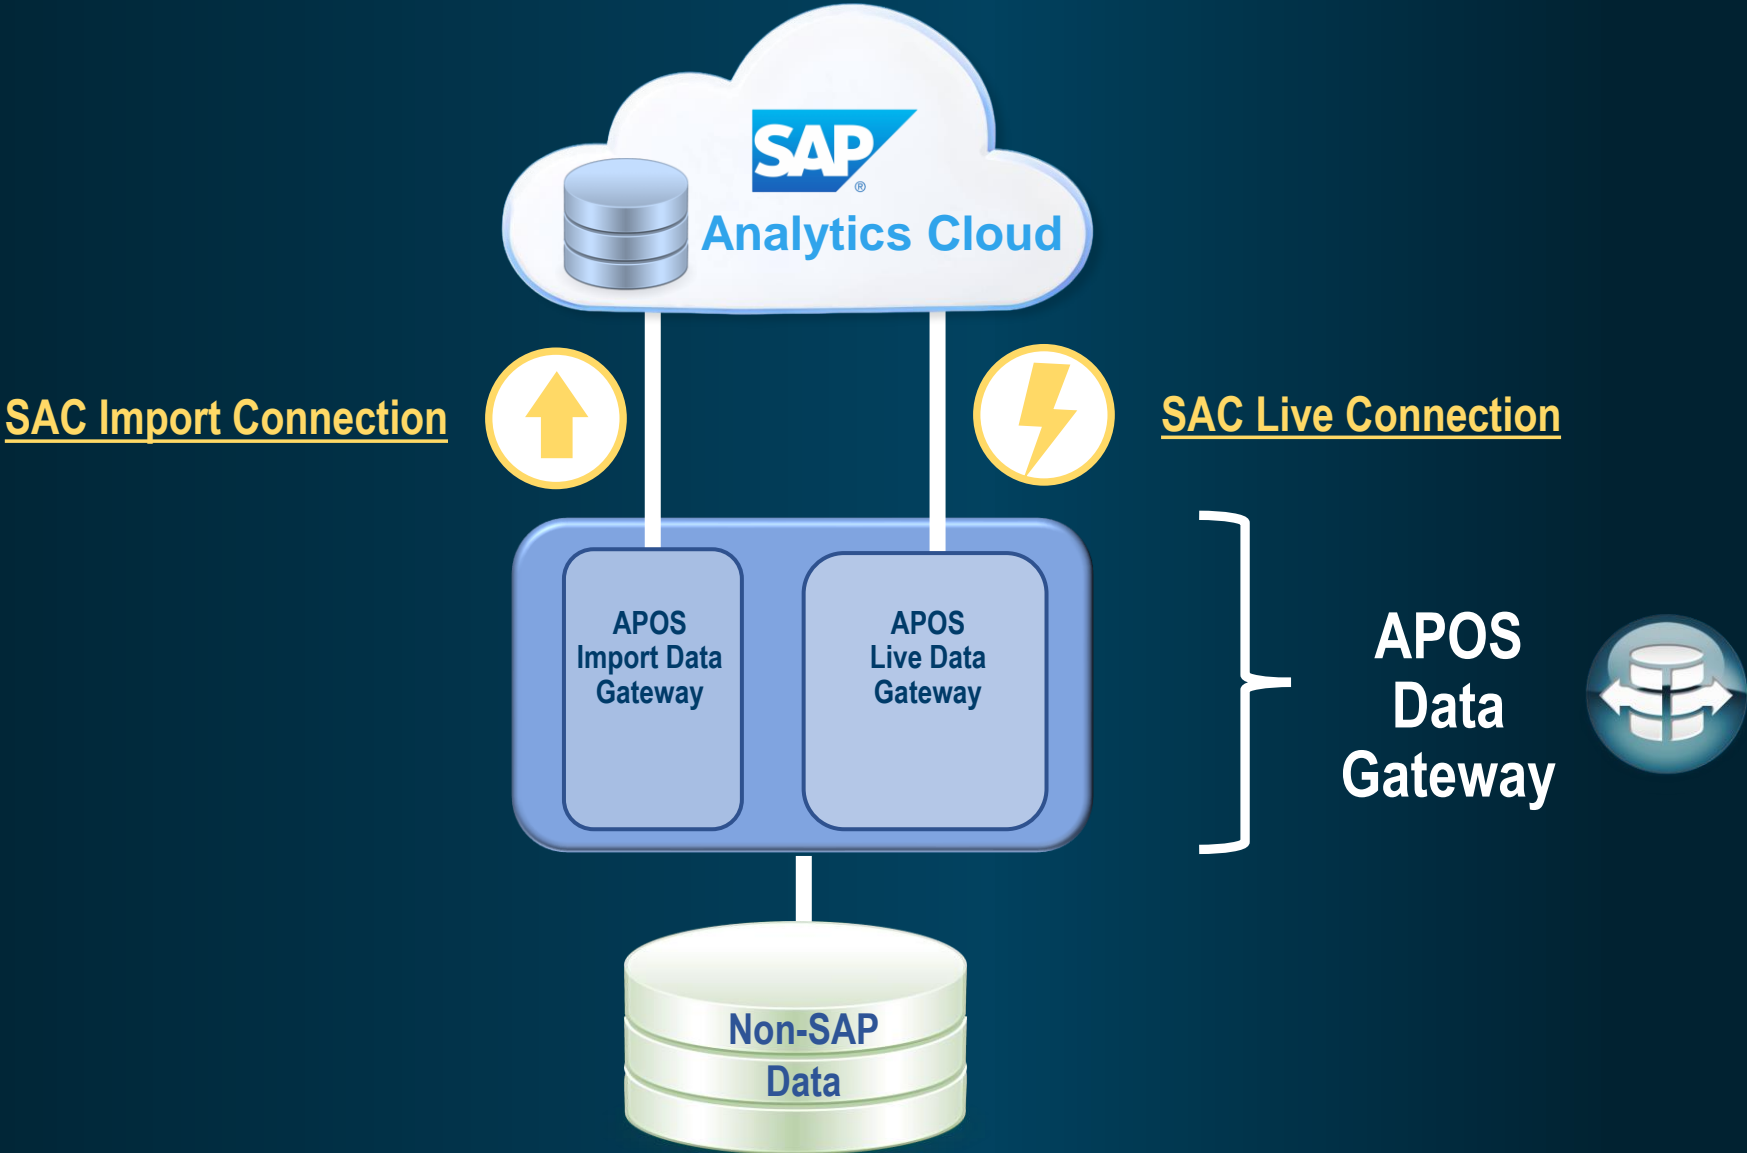 SAP
®
Analytics Cloud
SAC Import Connection
SAC Live Connection
APOS
Import Data
Gateway
APOS
Live Data
Gateway
APOS
Data
Gateway
Non-SAP
Data